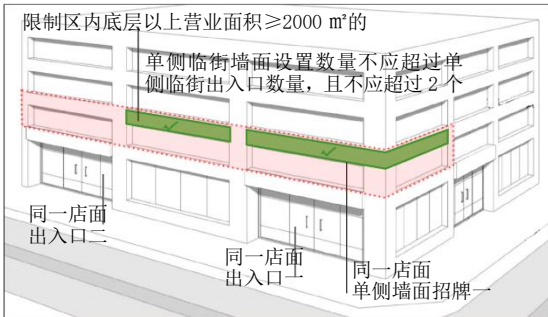 限制区内底层以上营业面积≥2000 m²的
单侧临街墙面设置数量不应超过单
侧临街出入口数量，且不应超过 2 个
同一店面
出入口二
同一店面
出入口一
同一店面
单侧墙面招牌一